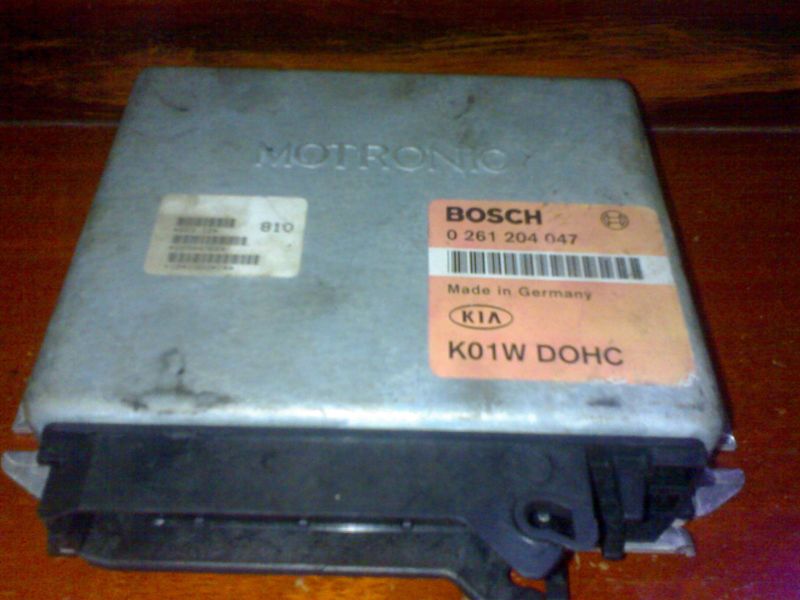 MOTRONIC
810
BOSCH
0 261 204 047
Made in Germany
KIA
K01W DOHC